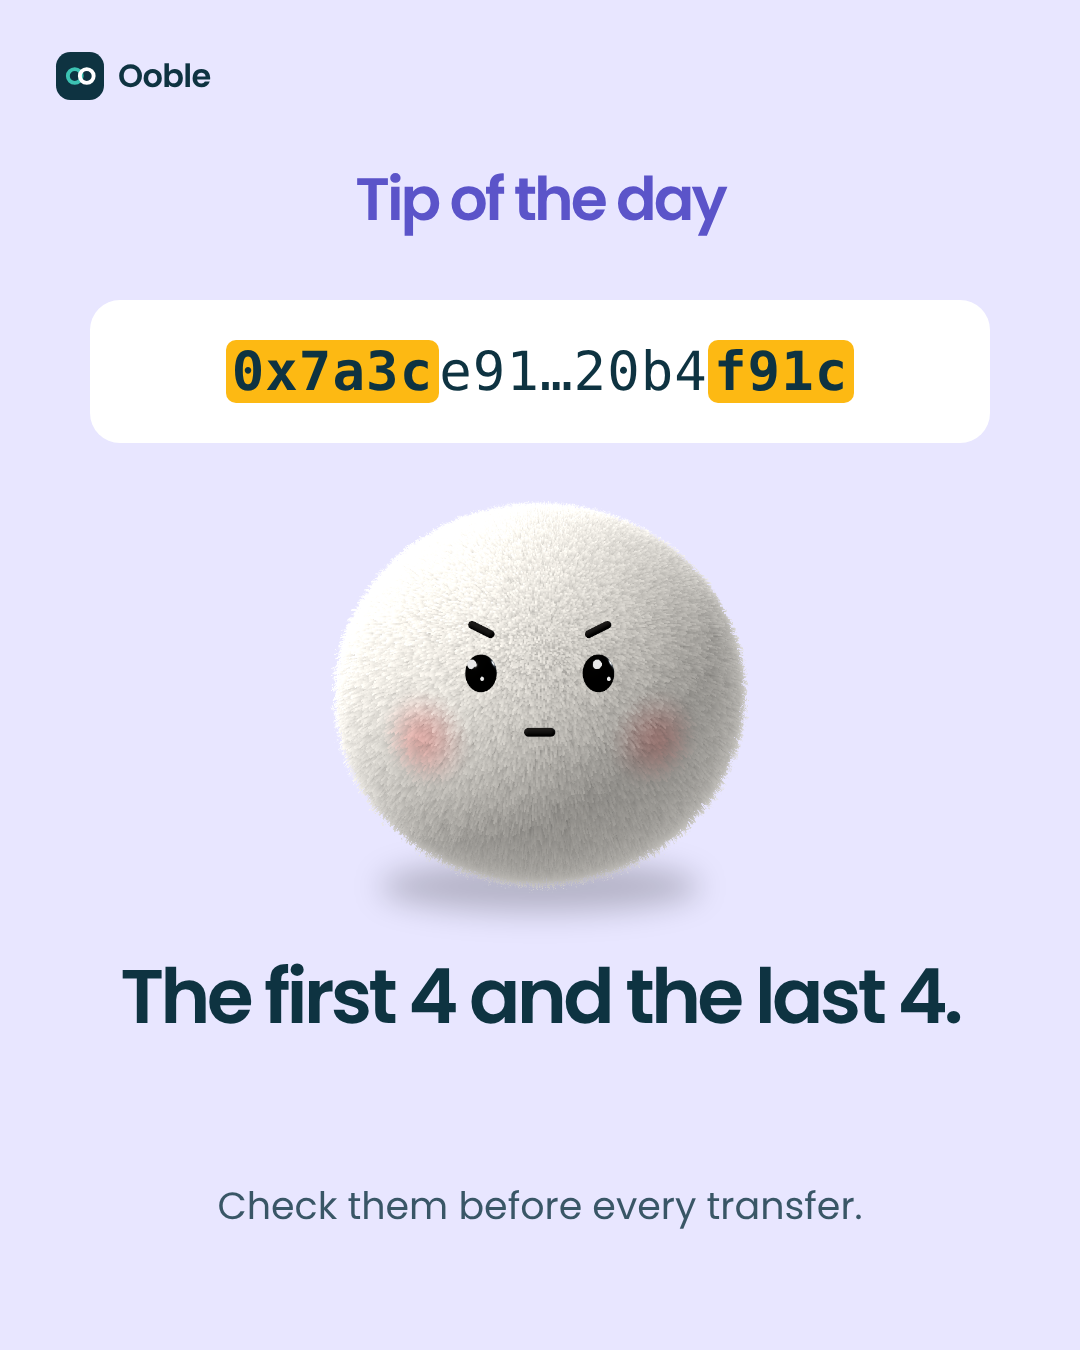 Ooble
Tip of the day
0x7a3ce91…20b4f91c
The first 4 and the last 4.
Check them before every transfer.